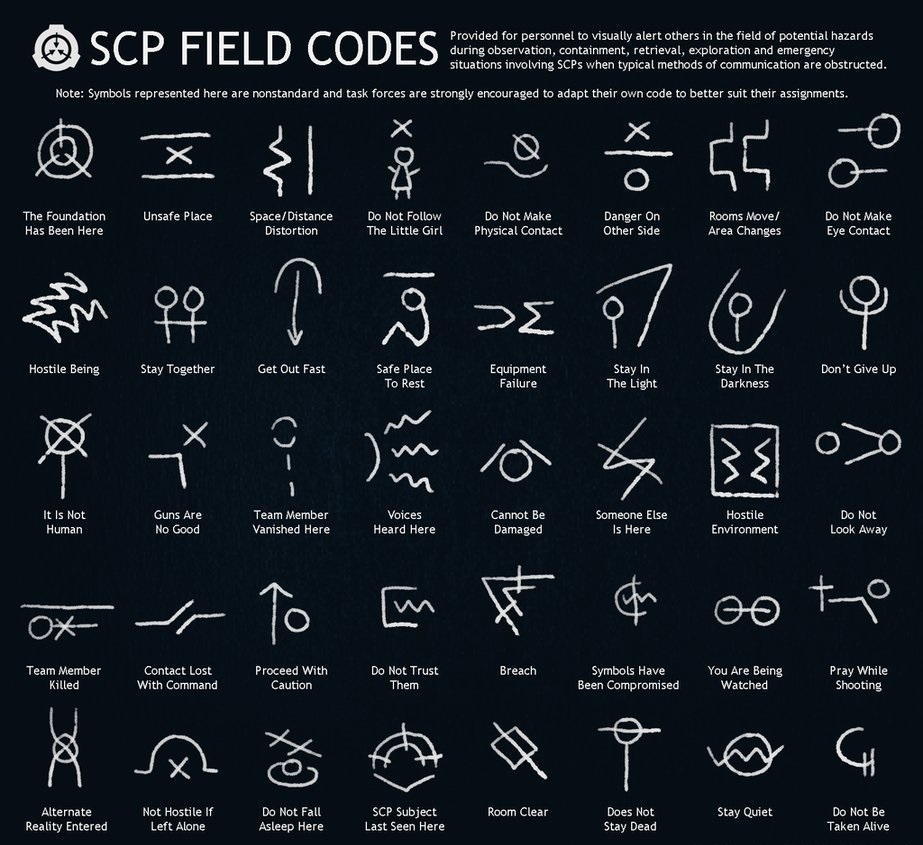 SCP FIELD CODES
Provided for personnel to visually alert others in the field of potential hazards
during observation, containment, retrieval, exploration and emergency
situations involving SCPs when typical methods of communication are obstructed.
Note: Symbols represented here are nonstandard and task forces are strongly encouraged to adapt their own code to better suit their assignments.
The Foundation
Has Been Here
Unsafe Place
Space/Distance
Distortion
Do Not Follow
The Little Girl
Do Not Make
Physical Contact
Danger On
Other Side
Rooms Move/
Area Changes
Do Not Make
Eye Contact
Hostile Being
Stay Together
Get Out Fast
Safe Place
To Rest
Equipment
Failure
Stay In
The Light
Stay In The
Darkness
Don't Give Up
It Is Not
Human
Guns Are
No Good
Team Member
Vanished Here
Voices
Heard Here
Cannot Be
Damaged
Someone Else
Is Here
Hostile
Environment
Do Not
Look Away
Team Member
Killed
Contact Lost
With Command
Proceed With
Caution
Do Not Trust
Them
Breach
Symbols Have
Been Compromised
You Are Being
Watched
Pray While
Shooting
Alternate
Reality Entered
Not Hostile If
Left Alone
Do Not Fall
Asleep Here
SCP Subject
Last Seen Here
Room Clear
Does Not
Stay Dead
Stay Quiet
Do Not Be
Taken Alive